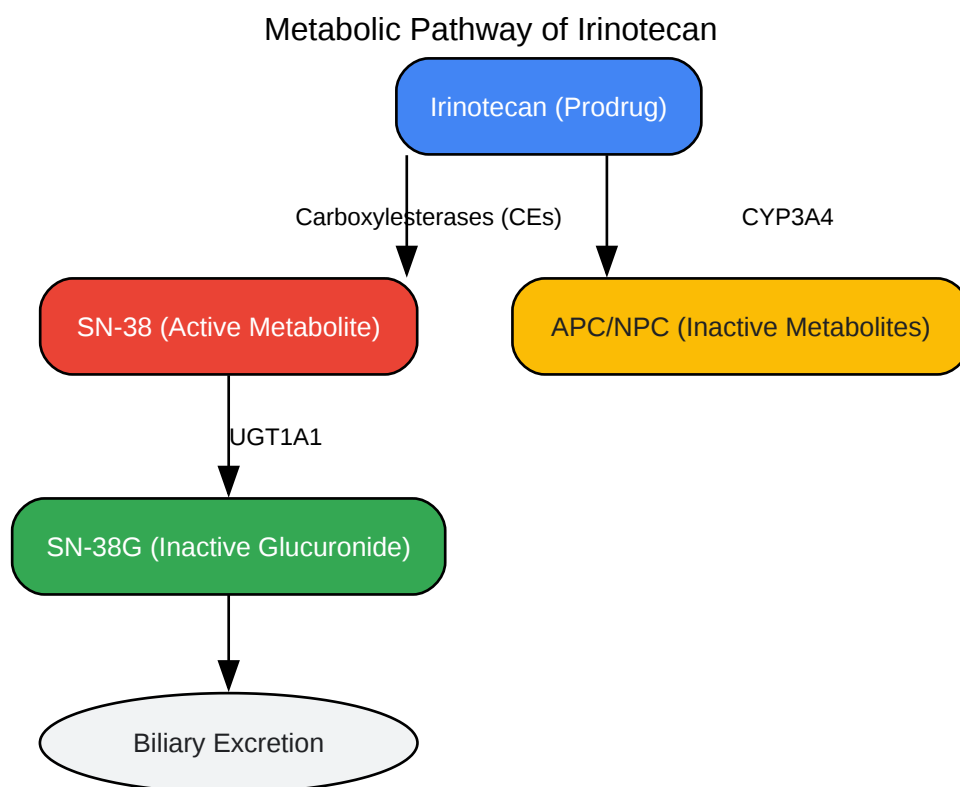 Metabolic Pathway of Irinotecan
Irinotecan (Prodrug)
Carboxylesterases (CEs)
CYP3A4
SN-38 (Active Metabolite)
APC/NPC (Inactive Metabolites)
UGT1A1
SN-38G (Inactive Glucuronide)
Biliary Excretion